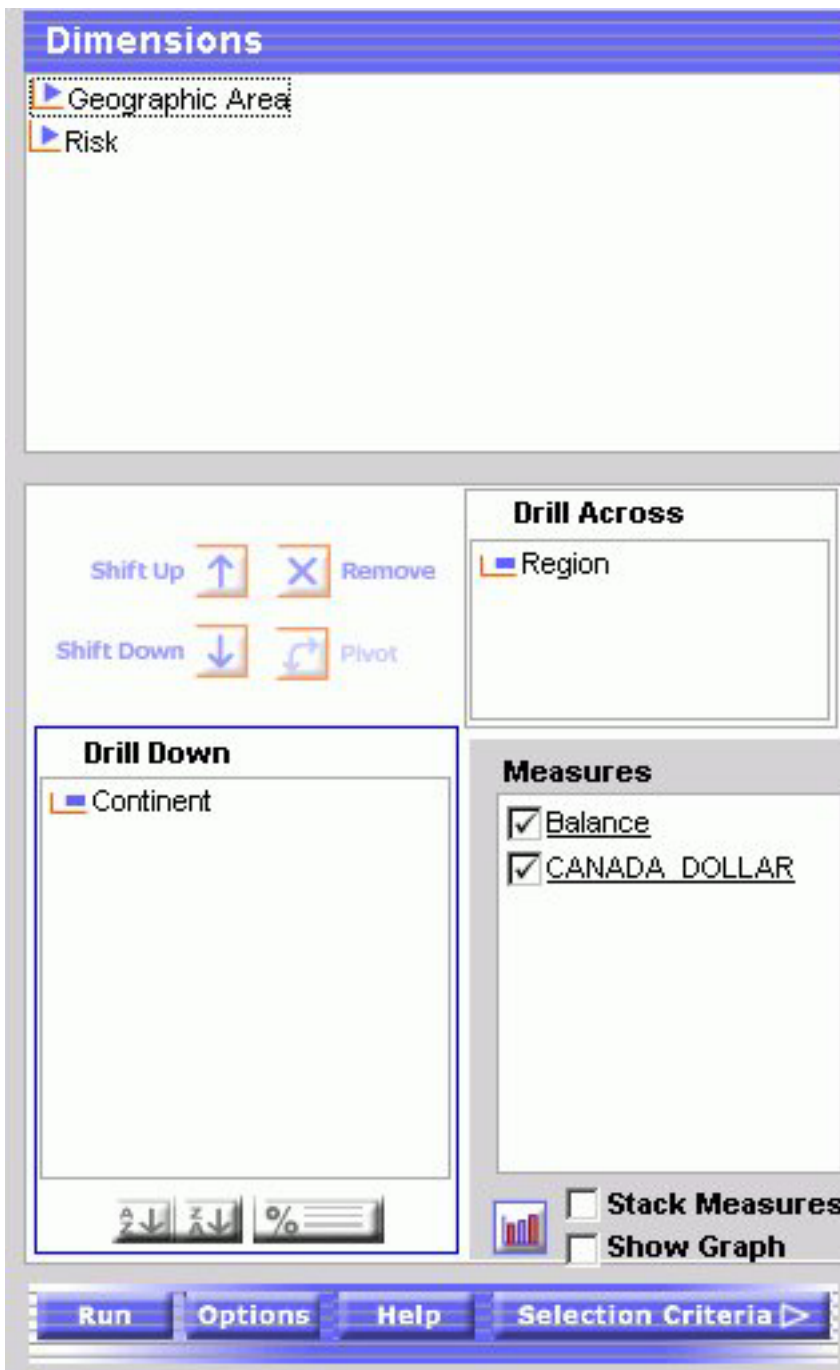 Dimensions
Geographic Area
Risk
Drill Across
Region
Shift Up
Remove
Shift Down
Pivot
Drill Down
Continent
Measures
Balance
CANADA_DOLLAR
A Z
Z A
%
Stack Measures
Show Graph
Run
Options
Help
Selection Criteria